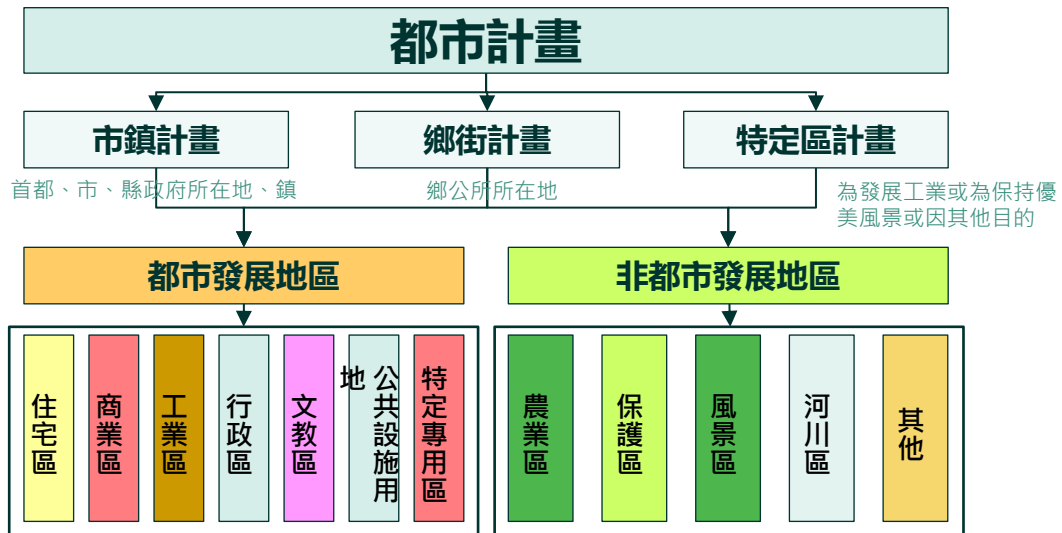 都市計畫
市鎮計畫
鄉街計畫
特定區計畫
首都、市、縣政府所在地、鎮
鄉公所所在地
為發展工業或為保持優
美風景或因其他目的
都市發展地區
非都市發展地區
住宅區
商業區
工業區
行政區
文教區
公共設施用
地
特定專用區
農業區
保護區
風景區
河川區
其他